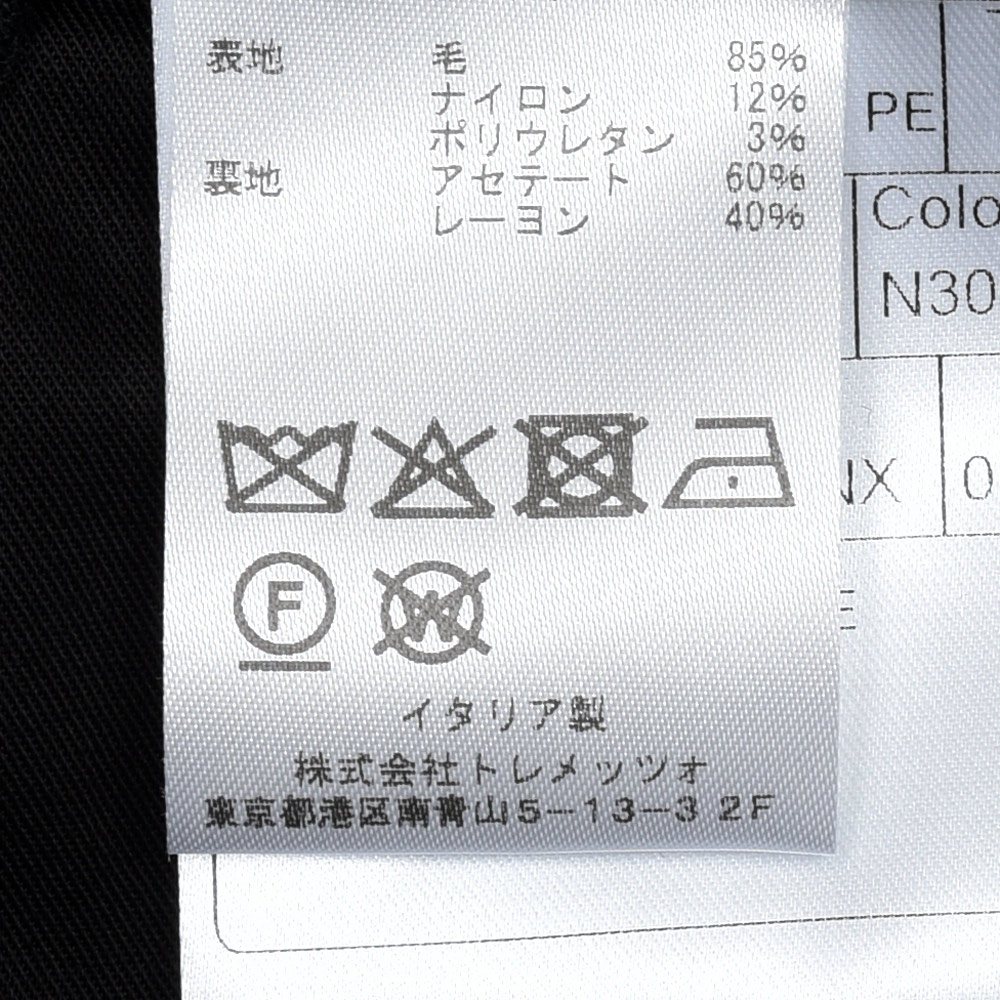 表地 毛 85%
ナイロン 12%
ポリウレタン 3%
裏地 アセテート 60%
レーヨン 40%
F
W
イタリア製
株式会社トレメッツォ
東京都港区南青山5-13-3 2F
PE
Colo
N30
NX 0
E